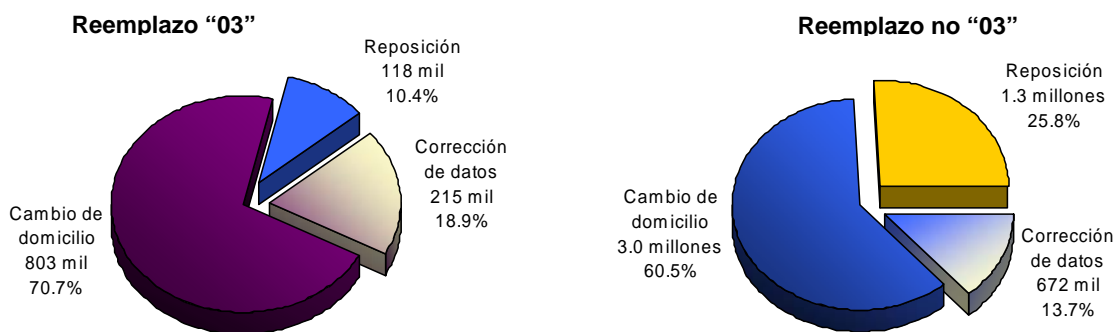 Reemplazo “03”
Reposición
118 mil
10.4%
Corrección
de datos
215 mil
18.9%
Cambio de
domicilio
803 mil
70.7%
Reemplazo no “03”
Reposición
1.3 millones
25.8%
Cambio de
domicilio
3.0 millones
60.5%
Corrección
de datos
672 mil
13.7%